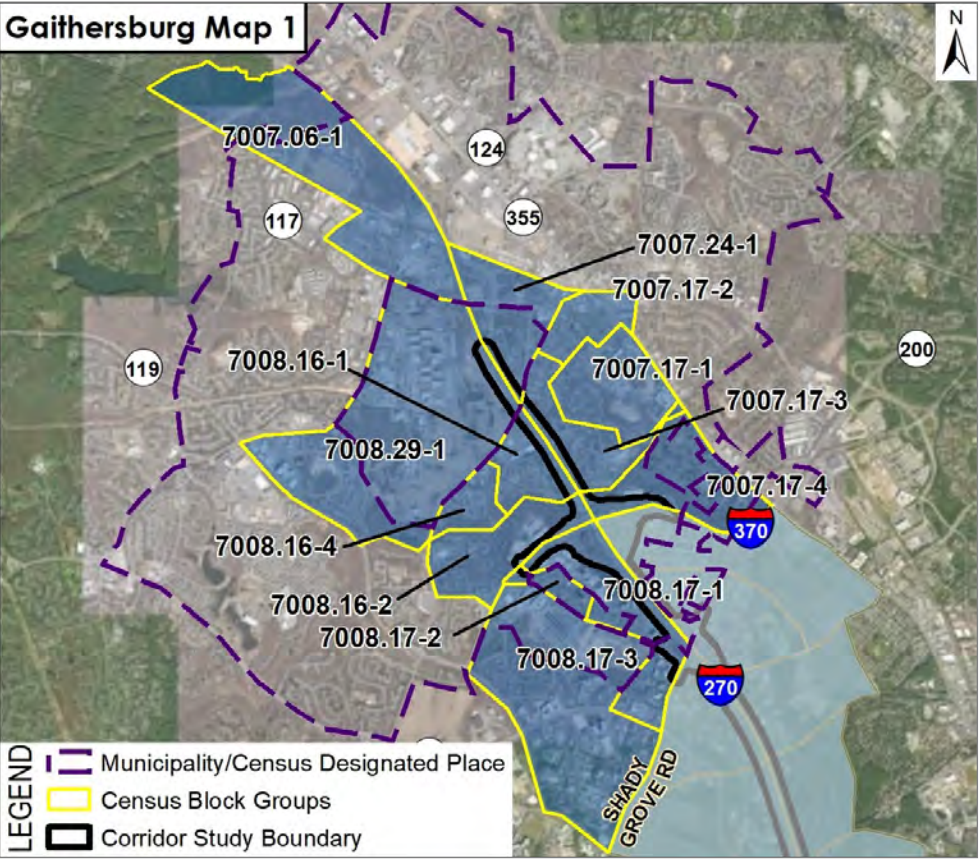 Gaithersburg Map 1
N
7007.06-1
124
117
355
7007.24-1
7007.17-2
200
7008.16-1
119
7007.17-1
7007.17-3
7008.29-1
7007.17-4
370
7008.16-4
7008.16-2
7008.17-1
7008.17-2
7008.17-3
270
SHADY
GROVE RD
LEGEND
Municipality/Census Designated Place
Census Block Groups
Corridor Study Boundary